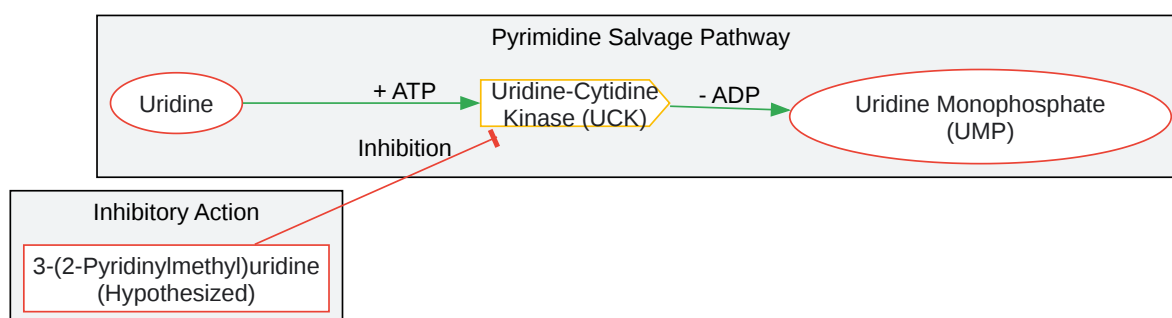 Pyrimidine Salvage Pathway
Uridine
+ ATP
Uridine-Cytidine
Kinase (UCK)
- ADP
Uridine Monophosphate
(UMP)
Inhibition
Inhibitory Action
3-(2-Pyridinylmethyl)uridine
(Hypothesized)